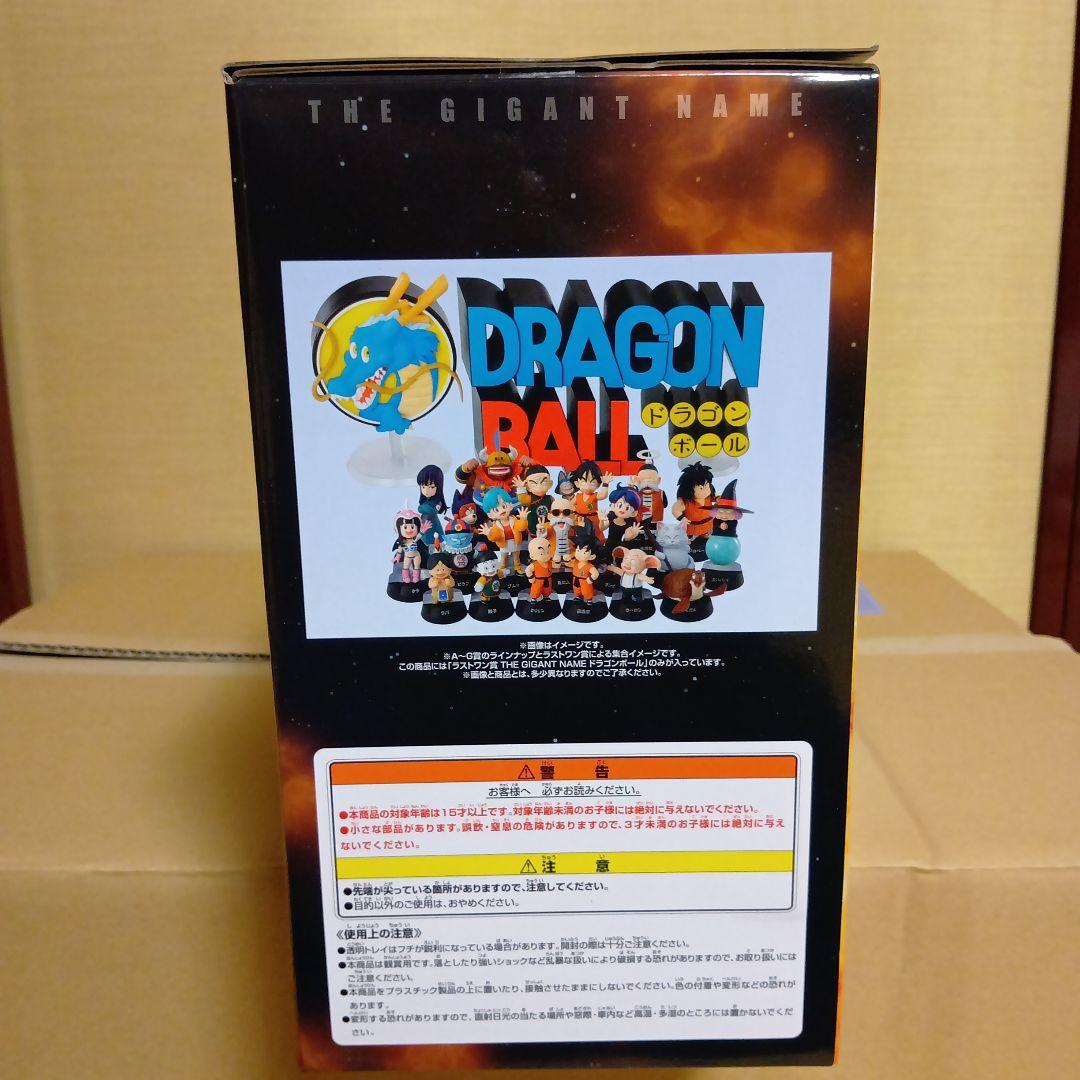 THE GIGANT NAME
DRAGON
BALL
ドラゴン
ボール
ピラフ
ブルマ
ウパ
餃子
クリリン
孫悟空
ウーロン
※画像はイメージです。
※A〜G賞のラインナップとラストワン賞による集合イメージです。
この商品には「ラストワン賞 THE GIGANT NAME ドラゴンボール」のみが入っています。
※画像と商品とは、多少異なりますのでご了承ください。
⚠警告
お客様へ 必ずお読みください。
●本商品の対象年齢は15才以上です。対象年齢未満のお子様には絶対に与えないでください。
●小さな部品があります。誤飲・窒息の危険がありますので、3才未満のお子様には絶対に与え
ないでください。
⚠注意
●先端が尖っている箇所がありますので、注意してください。
●目的以外のご使用は、おやめください。
《使用上の注意》
●透明トレイはフチが鋭利になっている場合があります。開封の際は十分ご注意ください。
●本商品は観賞用です。落としたり強いショックなど乱暴な扱いにより破損する恐れがありますので、お取り扱いには
ご注意ください。
●本商品をプラスチック製品の上に置いたり、接触させたままにしないでください。色の付着や変形などの恐れが
あります。
●変形する恐れがありますので、直射日光の当たる場所や窓際・車内など高温・多湿のところには置かないでくだ
さい。